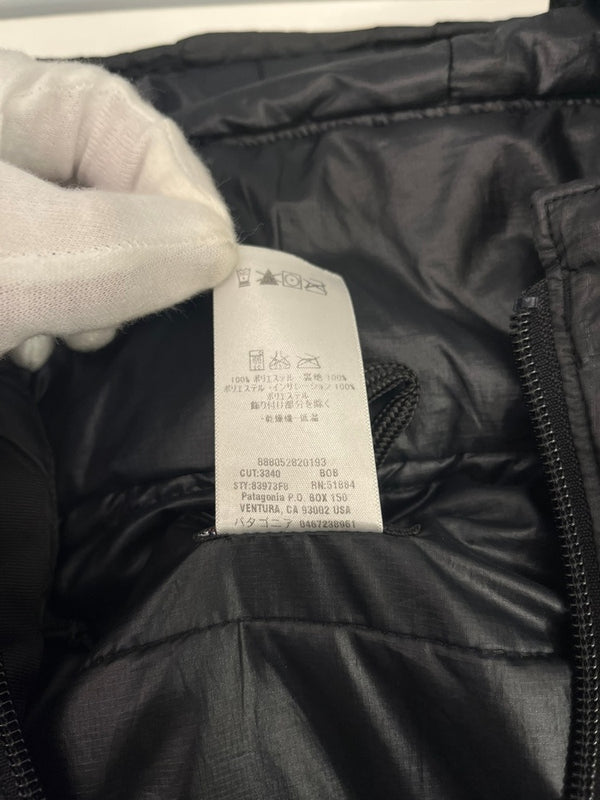 100% ポリエステル・裏地 100%
ポリエステル・インサレーション 100%
ポリエステル
飾り付け部分を除く
・乾燥機－低温
888052820193
CUT:3340 BOB
STY:83973F8 RN:51884
Patagonia P.O. BOX 150
VENTURA, CA 93002 USA
パタゴニア 0467238961